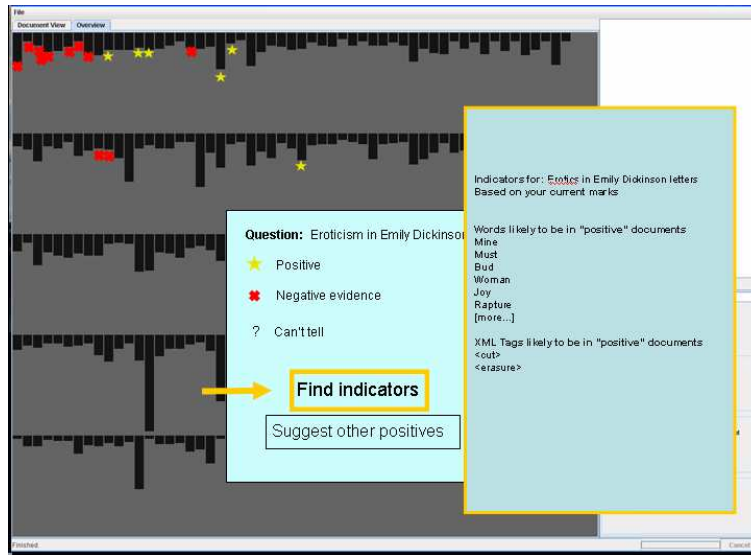 File
Document View Overview
Indicators for: Erotics in Emily Dickinson letters
Based on your current marks
Words likely to be in "positive" documents
Mine
Must
Bud
Woman
Joy
Rapture
[more...]
XML Tags likely to be in "positive" documents
<cut>
<erasure>
Question: Eroticism in Emily Dickinson
Positive
Negative evidence
? Can't tell
Find indicators
Suggest other positives
Finished
Cancel